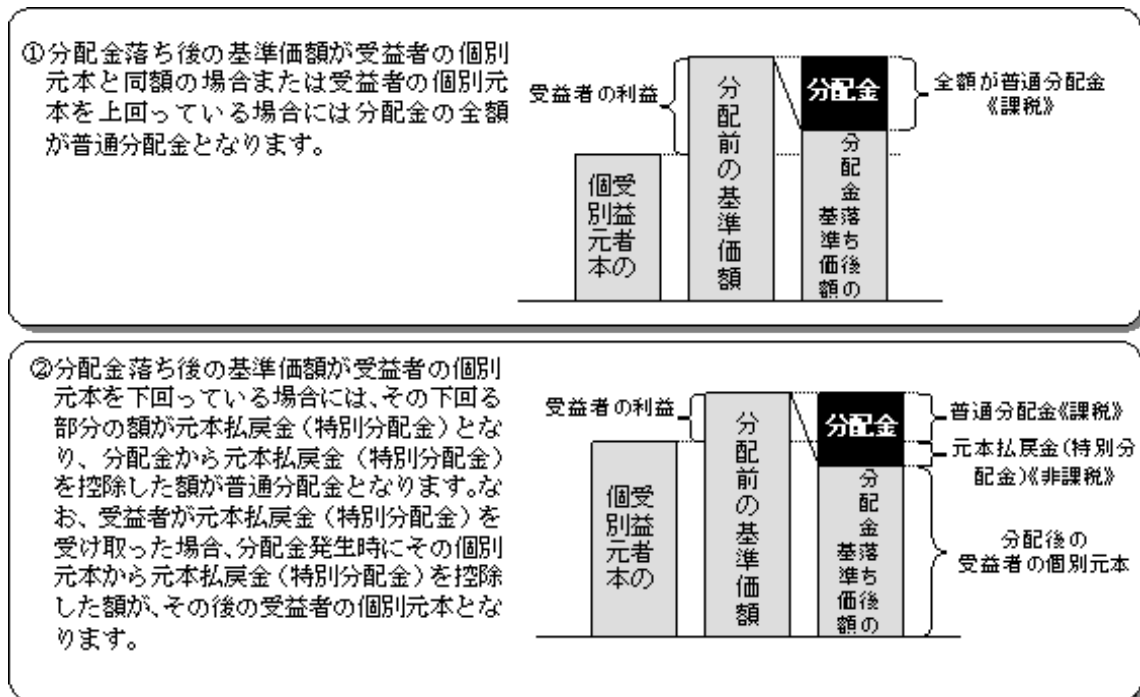 ①分配金落ち後の基準価額が受益者の個別
元本と同額の場合または受益者の個別元
本を上回っている場合には分配金の全額
が普通分配金となります。
受益者の利益
受益者の
個別元本
分配前の基準価額
分配金
分配金落ち後の
基準価額
全額が普通分配金
《課税》
②分配金落ち後の基準価額が受益者の個別
元本を下回っている場合には、その下回る
部分の額が元本払戻金(特別分配金)とな
り、分配金から元本払戻金(特別分配金)
を控除した額が普通分配金となります。な
お、受益者が元本払戻金(特別分配金)を
受け取った場合、分配金発生時にその個別
元本から元本払戻金(特別分配金)を控除
した額が、その後の受益者の個別元本とな
ります。
受益者の利益
受益者の
個別元本
分配前の基準価額
分配金
分配金落ち後の
基準価額
普通分配金《課税》
元本払戻金(特別分
配金)《非課税》
分配後の
受益者の個別元本